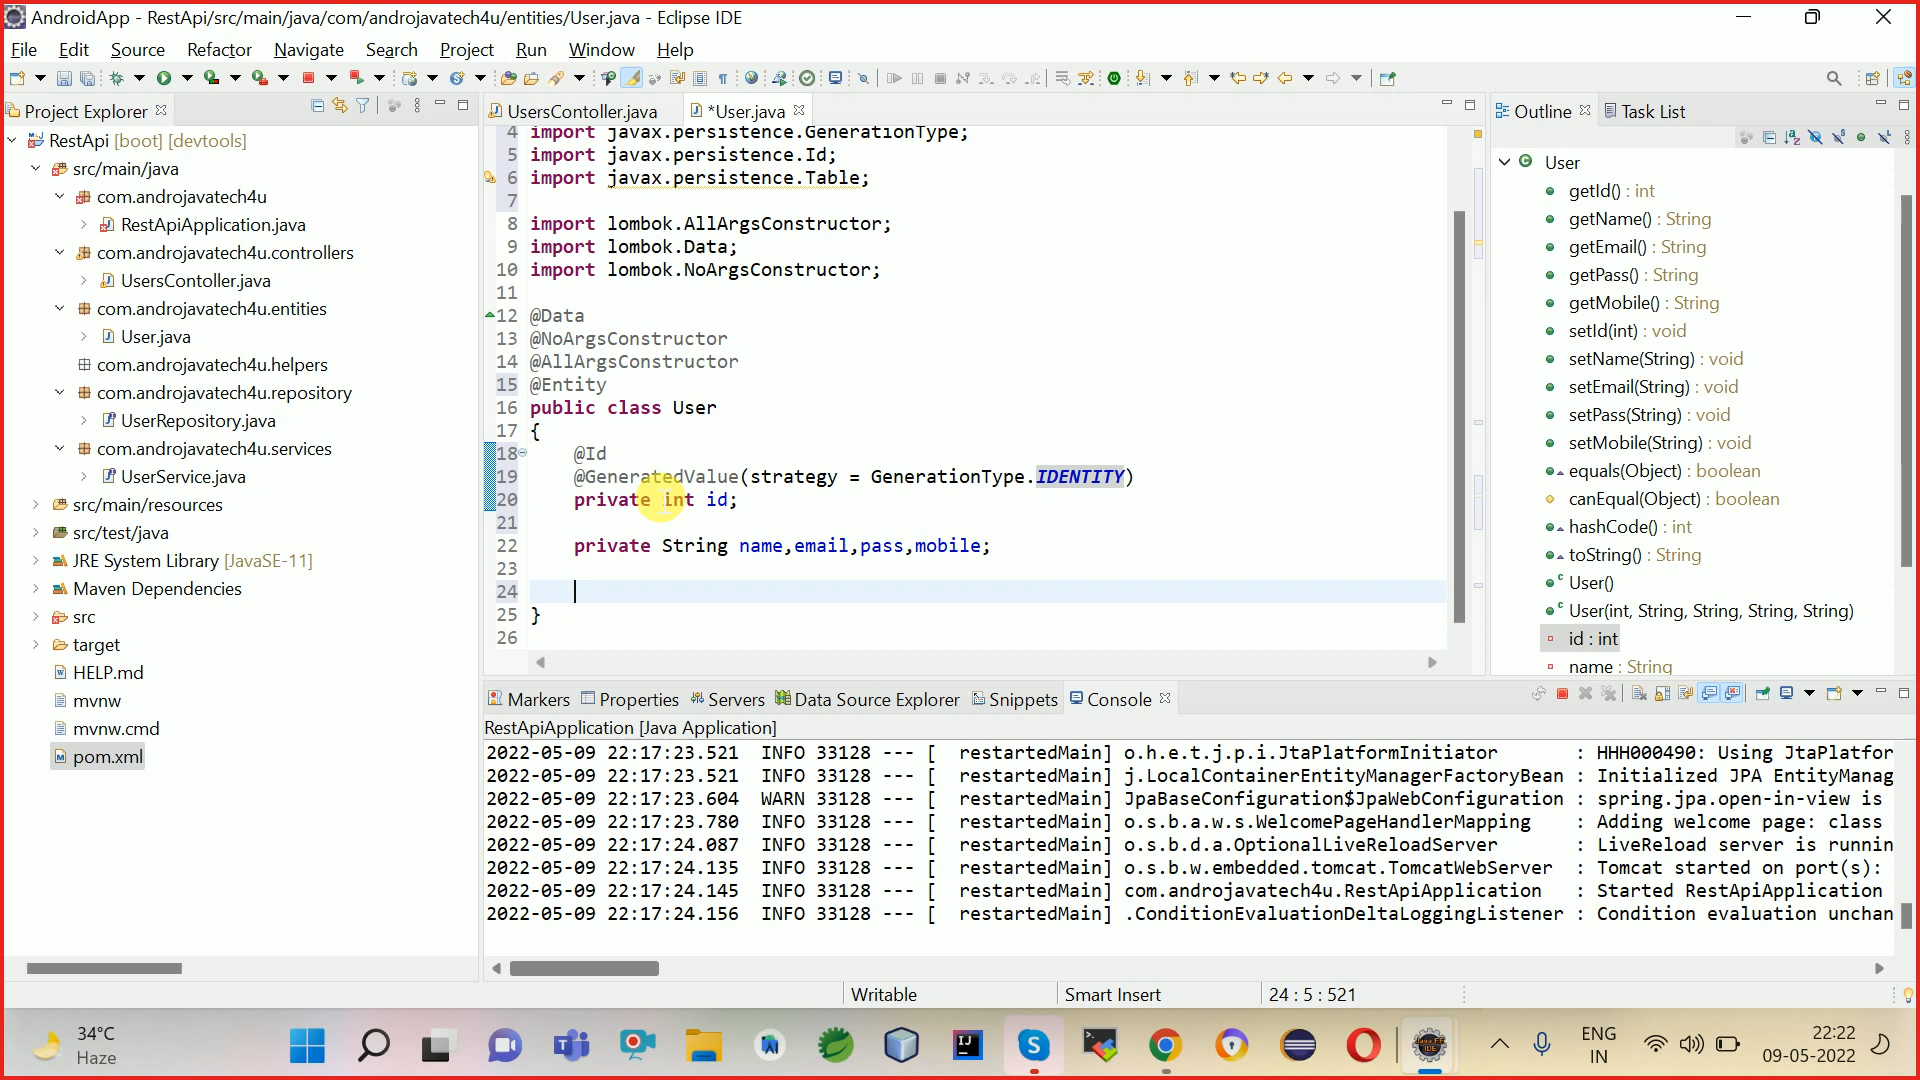 AndroidApp - RestApi/src/main/java/com/androjavatech4u/entities/User.java - Eclipse IDE
File Edit Source Refactor Navigate Search Project Run Window Help
Project Explorer
RestApi [boot] [devtools]
src/main/java
com.androjavatech4u
RestApiApplication.java
com.androjavatech4u.controllers
UsersContoller.java
com.androjavatech4u.entities
User.java
com.androjavatech4u.helpers
com.androjavatech4u.repository
UserRepository.java
com.androjavatech4u.services
UserService.java
src/main/resources
src/test/java
JRE System Library [JavaSE-11]
Maven Dependencies
src
target
HELP.md
mvnw
mvnw.cmd
pom.xml
UsersContoller.java *User.java
4 import javax.persistence.GenerationType;
5 import javax.persistence.Id;
6 import javax.persistence.Table;
7
8 import lombok.AllArgsConstructor;
9 import lombok.Data;
10 import lombok.NoArgsConstructor;
11
12 @Data
13 @NoArgsConstructor
14 @AllArgsConstructor
15 @Entity
16 public class User
17 {
18 @Id
19 @GeneratedValue(strategy = GenerationType.IDENTITY)
20 private int id;
21
22 private String name,email,pass,mobile;
23
24
25 }
26
Outline Task List
User
getId() : int
getName() : String
getEmail() : String
getPass() : String
getMobile() : String
setId(int) : void
setName(String) : void
setEmail(String) : void
setPass(String) : void
setMobile(String) : void
equals(Object) : boolean
canEqual(Object) : boolean
hashCode() : int
toString() : String
User()
User(int, String, String, String, String)
id : int
name : String
Markers Properties Servers Data Source Explorer Snippets Console
RestApiApplication [Java Application]
2022-05-09 22:17:23.521 INFO 33128 --- [ restartedMain] o.h.e.t.j.p.i.JtaPlatformInitiator : HHH000490: Using JtaPlatfor
2022-05-09 22:17:23.521 INFO 33128 --- [ restartedMain] j.LocalContainerEntityManagerFactoryBean : Initialized JPA EntityManag
2022-05-09 22:17:23.604 WARN 33128 --- [ restartedMain] JpaBaseConfiguration$JpaWebConfiguration : spring.jpa.open-in-view is
2022-05-09 22:17:23.780 INFO 33128 --- [ restartedMain] o.s.b.a.w.s.WelcomePageHandlerMapping : Adding welcome page: class
2022-05-09 22:17:24.087 INFO 33128 --- [ restartedMain] o.s.b.d.a.OptionalLiveReloadServer : LiveReload server is runnin
2022-05-09 22:17:24.135 INFO 33128 --- [ restartedMain] o.s.b.w.embedded.tomcat.TomcatWebServer : Tomcat started on port(s):
2022-05-09 22:17:24.145 INFO 33128 --- [ restartedMain] com.androjavatech4u.RestApiApplication : Started RestApiApplication
2022-05-09 22:17:24.156 INFO 33128 --- [ restartedMain] .ConditionEvaluationDeltaLoggingListener : Condition evaluation unchan
Writable Smart Insert 24 : 5 : 521
34°C
Haze
ENG
IN
22:22
09-05-2022